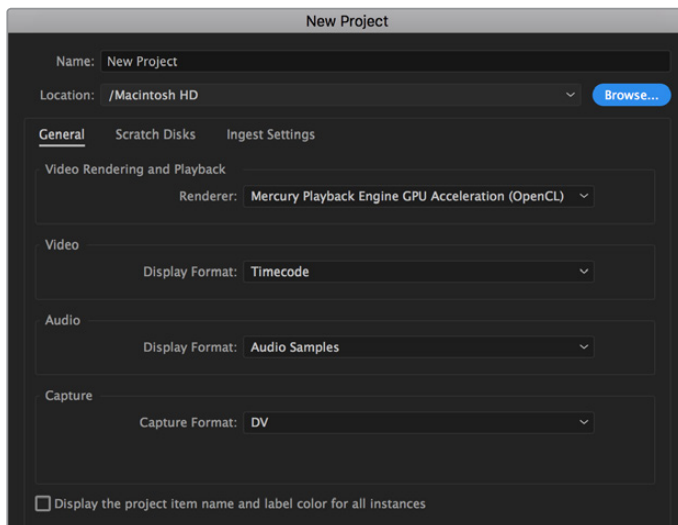 New Project
Name: New Project
Location: /Macintosh HD Browse...
General Scratch Disks Ingest Settings
Video Rendering and Playback
Renderer: Mercury Playback Engine GPU Acceleration (OpenCL)
Video
Display Format: Timecode
Audio
Display Format: Audio Samples
Capture
Capture Format: DV
Display the project item name and label color for all instances